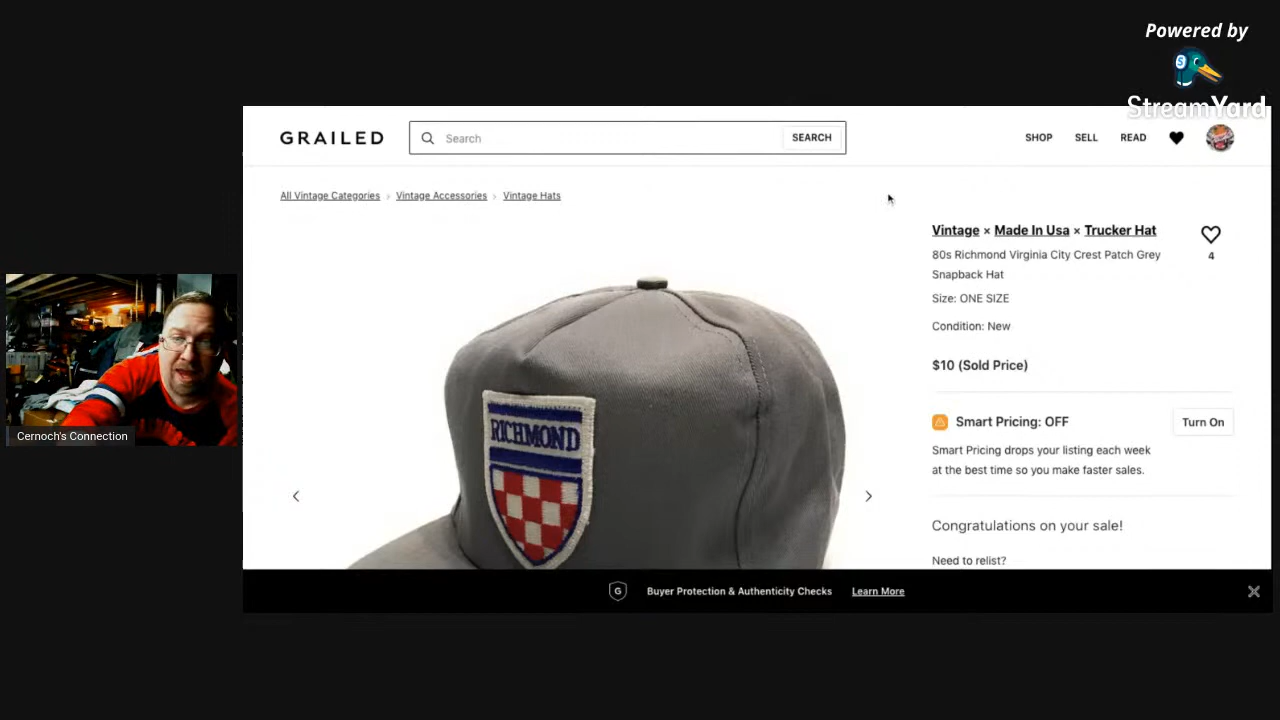 Powered by
StreamYard
GRAILED
Search
SEARCH
SHOP
SELL
READ
All Vintage Categories › Vintage Accessories › Vintage Hats
Vintage × Made In Usa × Trucker Hat
4
80s Richmond Virginia City Crest Patch Grey
Snapback Hat
Size: ONE SIZE
Condition: New
$10 (Sold Price)
Smart Pricing: OFF
Turn On
Smart Pricing drops your listing each week
at the best time so you make faster sales.
Congratulations on your sale!
Need to relist?
RICHMOND
Cernoch's Connection
G
Buyer Protection & Authenticity Checks
Learn More